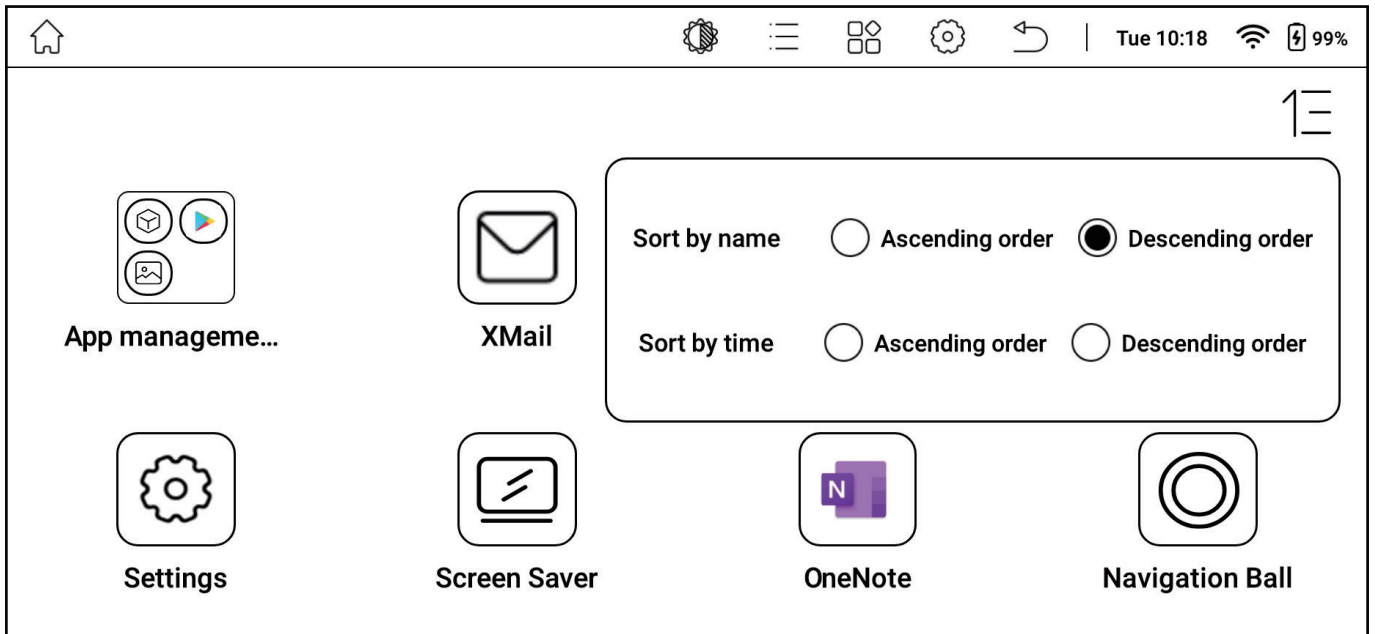 Tue 10:18 99%
1
Sort by name Ascending order Descending order
App manageme... XMail Sort by time Ascending order Descending order
N
Settings Screen Saver OneNote Navigation Ball